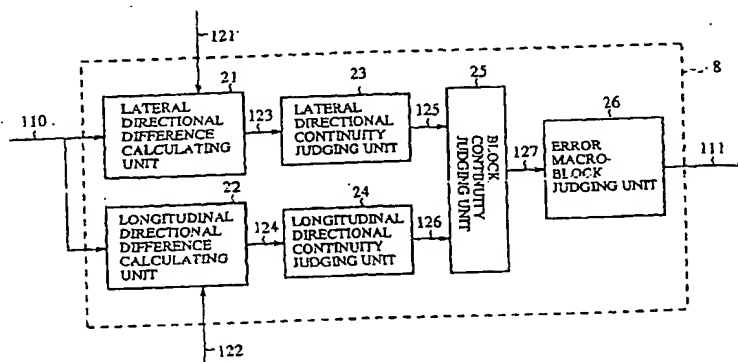 121
8
110
21
LATERAL
DIRECTIONAL
DIFFERENCE
CALCULATING
UNIT
123
23
LATERAL
DIRECTIONAL
CONTINUITY
JUDGING UNIT
125
25
BLOCK
CONTINUITY
JUDGING UNIT
127
26
ERROR
MACRO-
BLOCK
JUDGING UNIT
111
22
LONGITUDINAL
DIRECTIONAL
DIFFERENCE
CALCULATING
UNIT
124
24
LONGITUDINAL
DIRECTIONAL
CONTINUITY
JUDGING UNIT
126
122